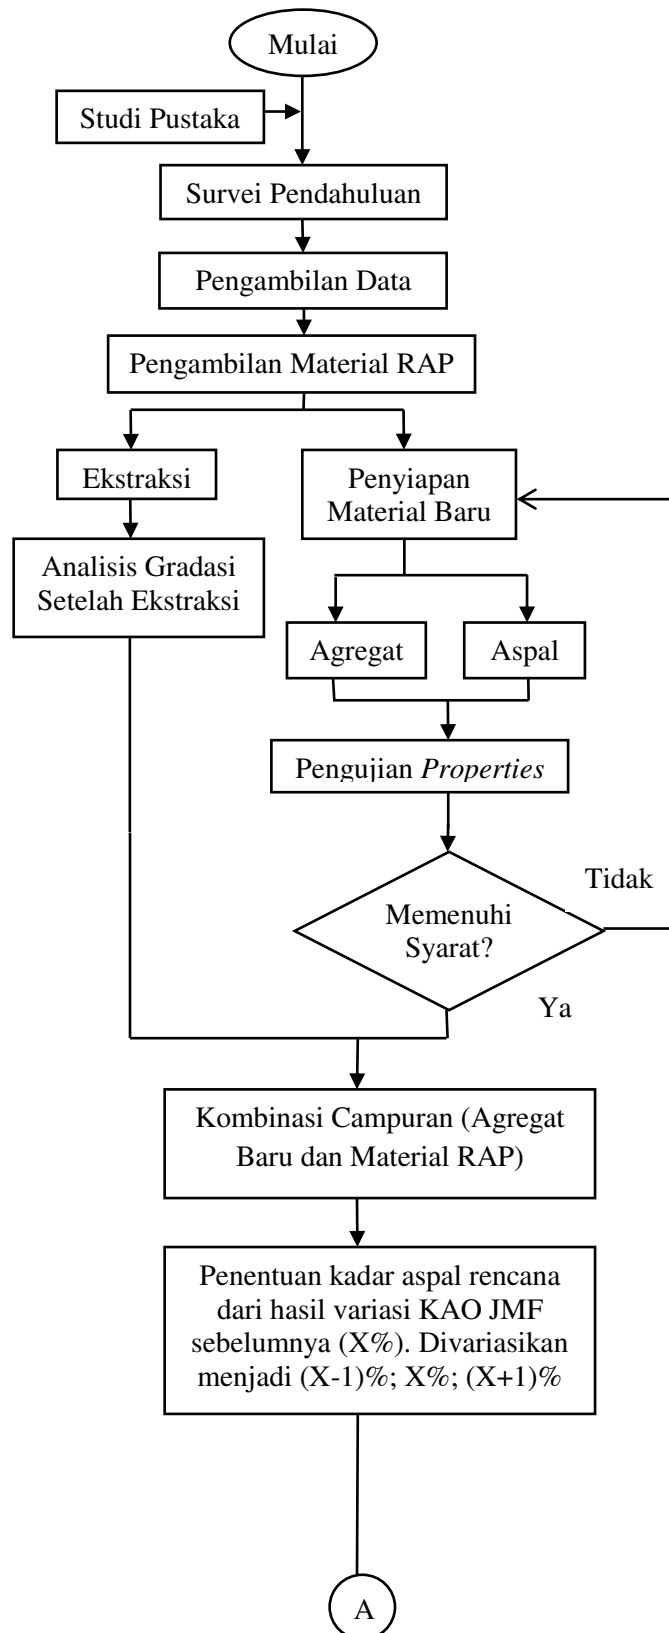 Mulai
Studi Pustaka
Survei Pendahuluan
Pengambilan Data
Pengambilan Material RAP
Ekstraksi
Penyiapan
Material Baru
Analisis Gradasi
Setelah Ekstraksi
Agregat
Aspal
Pengujian Properties
Tidak
Memenuhi
Syarat?
Ya
Kombinasi Campuran (Agregat
Baru dan Material RAP)
Penentuan kadar aspal rencana
dari hasil variasi KAO JMF
sebelumnya (X%). Divariasikan
menjadi (X-1)%; X%; (X+1)%
A